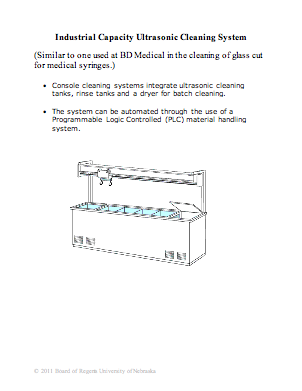 Industrial Capacity Ultrasonic Cleaning System
(Similar to one used at BD Medical in the cleaning of glass cut
for medical syringes.)
• Console cleaning systems integrate ultrasonic cleaning
tanks, rinse tanks and a dryer for batch cleaning.
• The system can be automated through the use of a
Programmable Logic Controlled (PLC) material handling
system.
© 2011 Board of Regents University of Nebraska